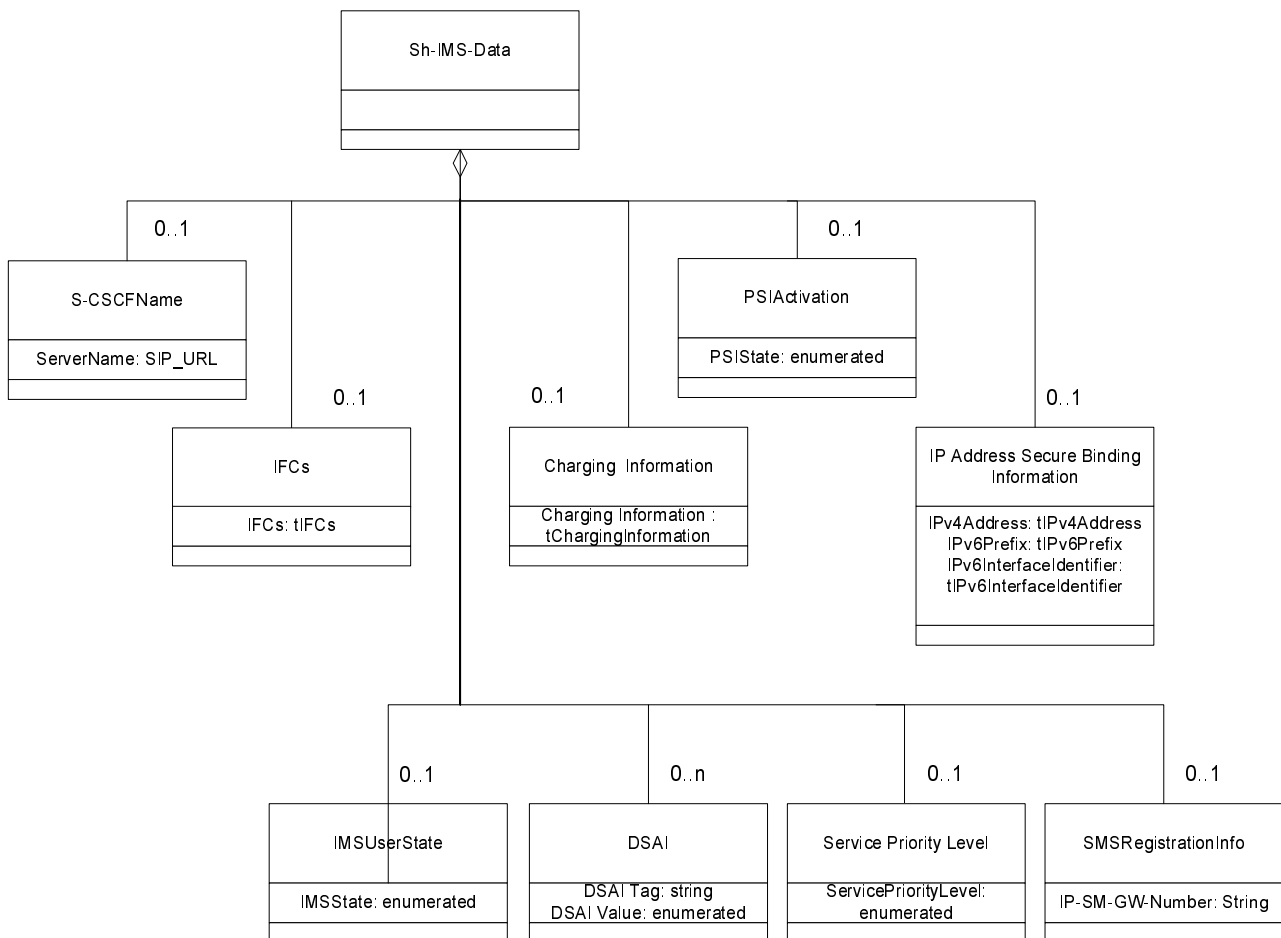 Sh-IMS-Data
0..1
0..1
S-CSCFName
ServerName: SIP_URL
PSIActivation
PSIState: enumerated
0..1
0..1
0..1
IFCs
IFCs: tIFCs
Charging Information
Charging Information :
tChargingInformation
IP Address Secure Binding
Information
IPv4Address: tIPv4Address
IPv6Prefix: tIPv6Prefix
IPv6InterfaceIdentifier:
tIPv6InterfaceIdentifier
0..1
0..n
0..1
0..1
IMSUserState
IMSState: enumerated
DSAI
DSAI Tag: string
DSAI Value: enumerated
Service Priority Level
ServicePriorityLevel:
enumerated
SMSRegistrationInfo
IP-SM-GW-Number: String